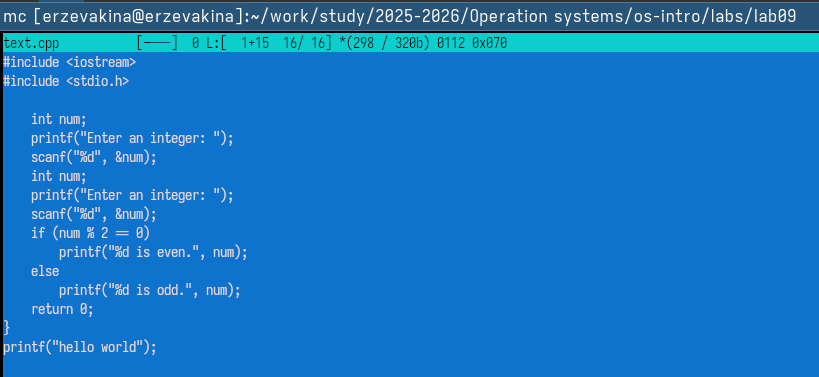 mc [erzevakina@erzevakina]:~/work/study/2025-2026/Operation systems/os-intro/labs/lab09
text.cpp [----] 0 L:[ 1+15 16/ 16] *(298 / 320b) 0112 0x070
#include <iostream>
#include <stdio.h>
int num;
printf("Enter an integer: ");
scanf("%d", &num);
int num;
printf("Enter an integer: ");
scanf("%d", &num);
if (num % 2 == 0)
printf("%d is even.", num);
else
printf("%d is odd.", num);
return 0;
}
printf("hello world");